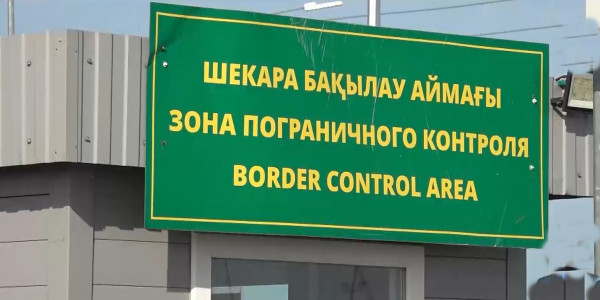 ШЕКАРА БАҚЫЛАУ АЙМАҒЫ
ЗОНА ПОГРАНИЧНОГО КОНТРОЛЯ
BORDER CONTROL AREA